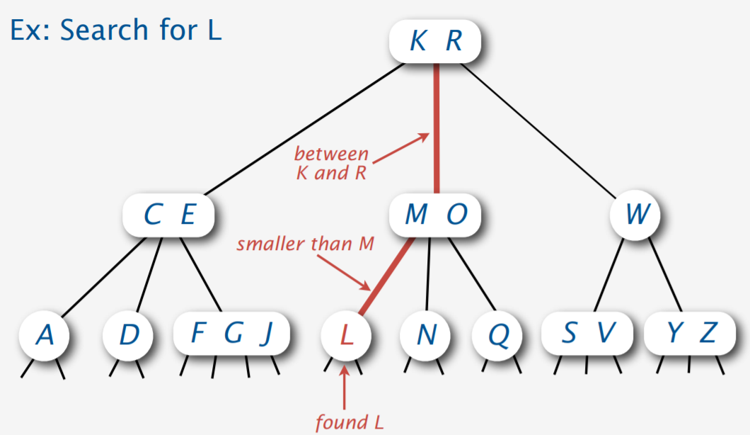 Ex: Search for L
K R
between
K and R
C E
M O
W
smaller than M
A
D
F G J
L
N
Q
S V
Y Z
found L